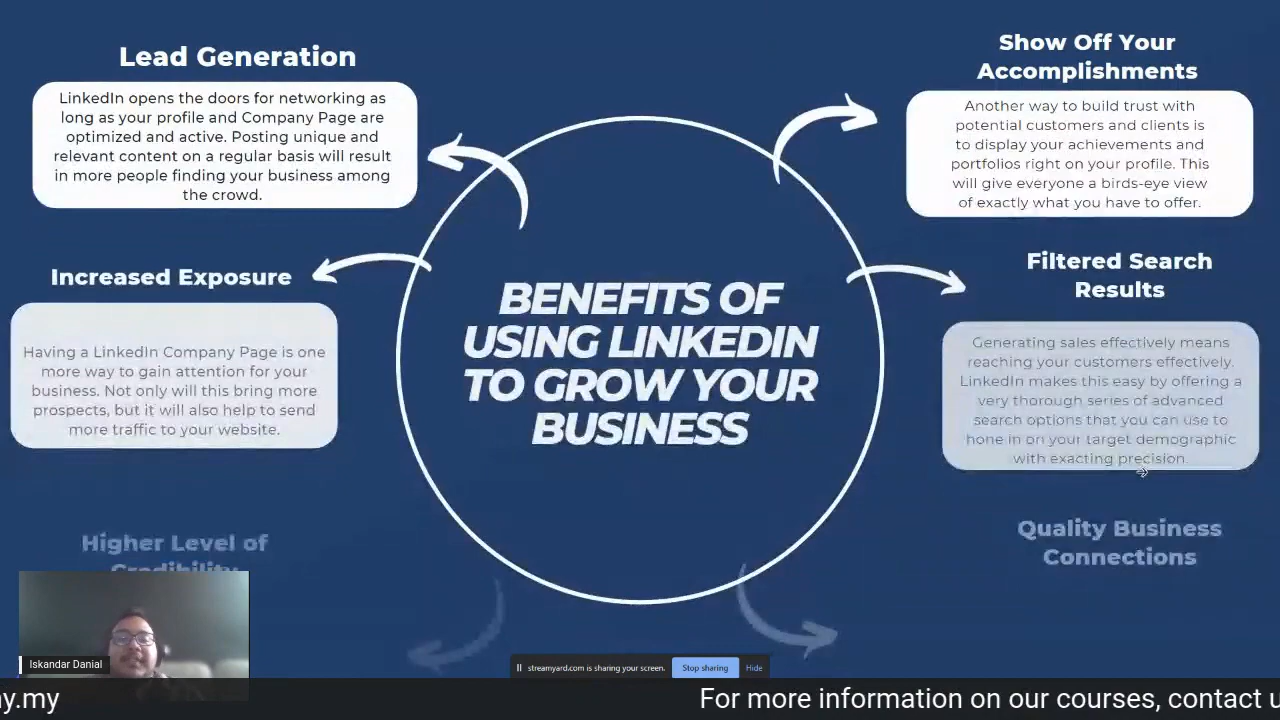 Lead Generation
LinkedIn opens the doors for networking as
long as your profile and Company Page are
optimized and active. Posting unique and
relevant content on a regular basis will result
in more people finding your business among
the crowd.
Increased Exposure
Having a LinkedIn Company Page is one
more way to gain attention for your
business. Not only will this bring more
prospects, but it will also help to send
more traffic to your website.
Higher Level of
Credibility
BENEFITS OF
USING LINKEDIN
TO GROW YOUR
BUSINESS
Show Off Your
Accomplishments
Another way to build trust with
potential customers and clients is
to display your achievements and
portfolios right on your profile. This
will give everyone a birds-eye view
of exactly what you have to offer.
Filtered Search
Results
Generating sales effectively means
reaching your customers effectively.
LinkedIn makes this easy by offering a
very thorough series of advanced
search options that you can use to
hone in on your target demographic
with exacting precision.
Quality Business
Connections
Iskandar Danial
streamyard.com is sharing your screen. Stop sharing Hide
y.my For more information on our courses, contact u